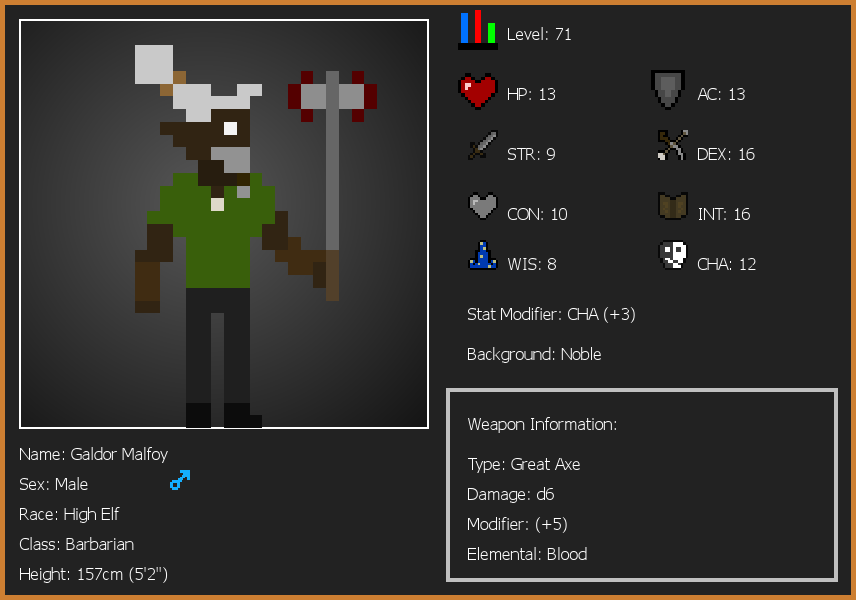 Level: 71
HP: 13
AC: 13
STR: 9
DEX: 16
CON: 10
INT: 16
WIS: 8
CHA: 12
Stat Modifier: CHA (+3)
Background: Noble
Weapon Information:
Type: Great Axe
Damage: d6
Modifier: (+5)
Elemental: Blood
Name: Galdor Malfoy
Sex: Male
Race: High Elf
Class: Barbarian
Height: 157cm (5'2")